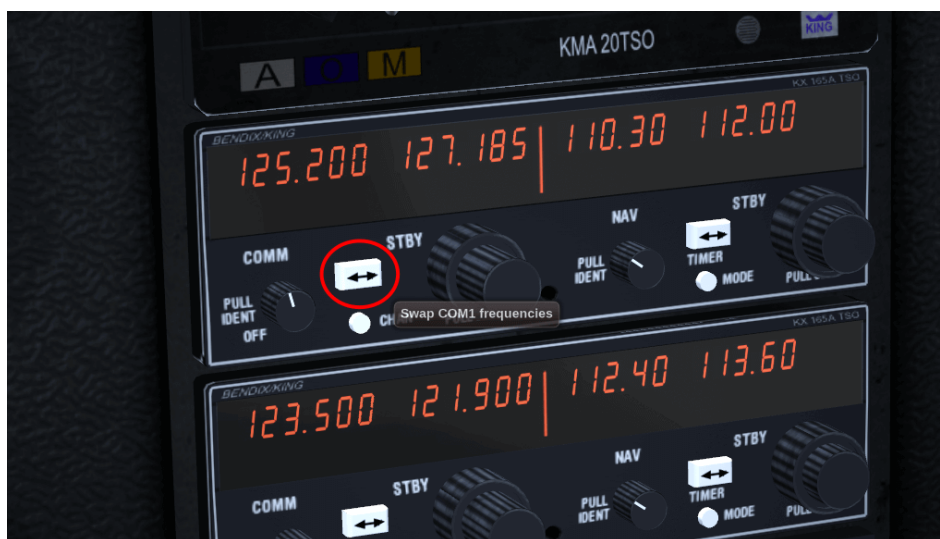 KMA 20TSO
KING
A M
BENDIX/KING
KX 165A TSO
125.200 127.185 110.30 112.00
COMM
STBY
NAV
STBY
PULL IDENT
OFF
PULL IDENT
TIMER
MODE
Swap COM1 frequencies
BENDIX/KING
KX 165A TSO
123.500 121.900 112.40 113.60
COMM
STBY
NAV
STBY
PULL IDENT
TIMER
MODE